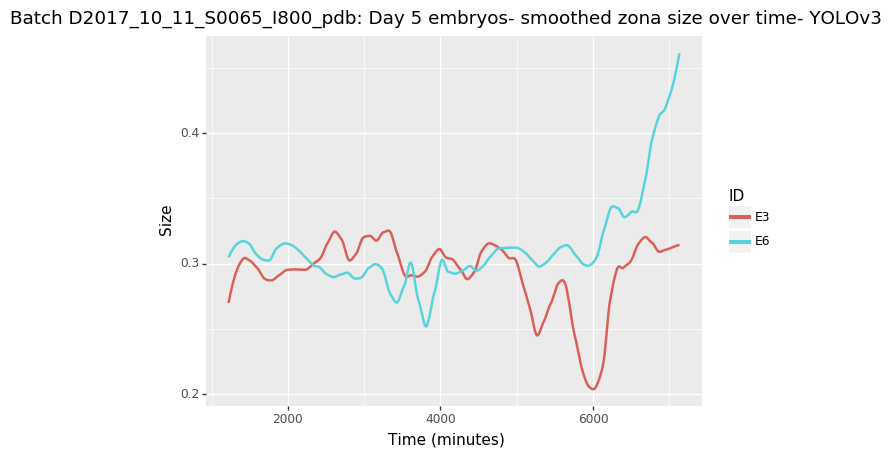 Batch D2017_10_11_S0065_I800_pdb: Day 5 embryos- smoothed zona size over time- YOLOv3
0.4
0.3
0.2
Size
2000 4000 6000
Time (minutes)
ID
E3
E6